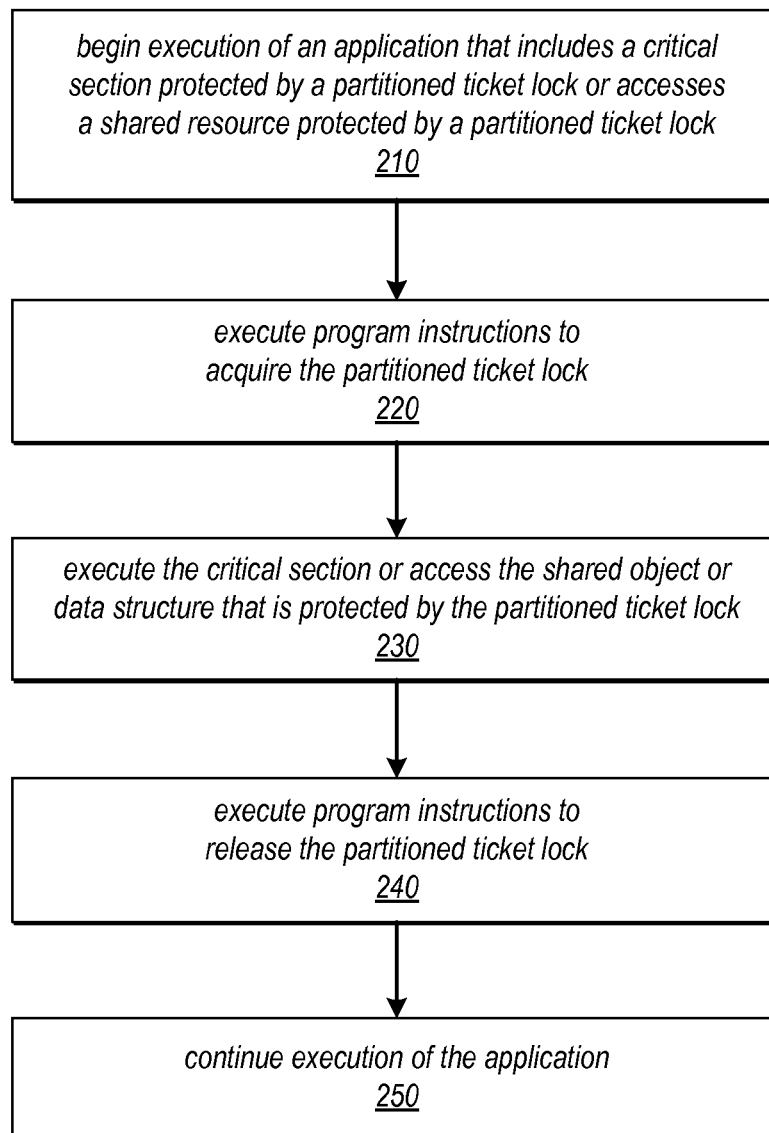 begin execution of an application that includes a critical
section protected by a partitioned ticket lock or accesses
a shared resource protected by a partitioned ticket lock
210
execute program instructions to
acquire the partitioned ticket lock
220
execute the critical section or access the shared object or
data structure that is protected by the partitioned ticket lock
230
execute program instructions to
release the partitioned ticket lock
240
continue execution of the application
250